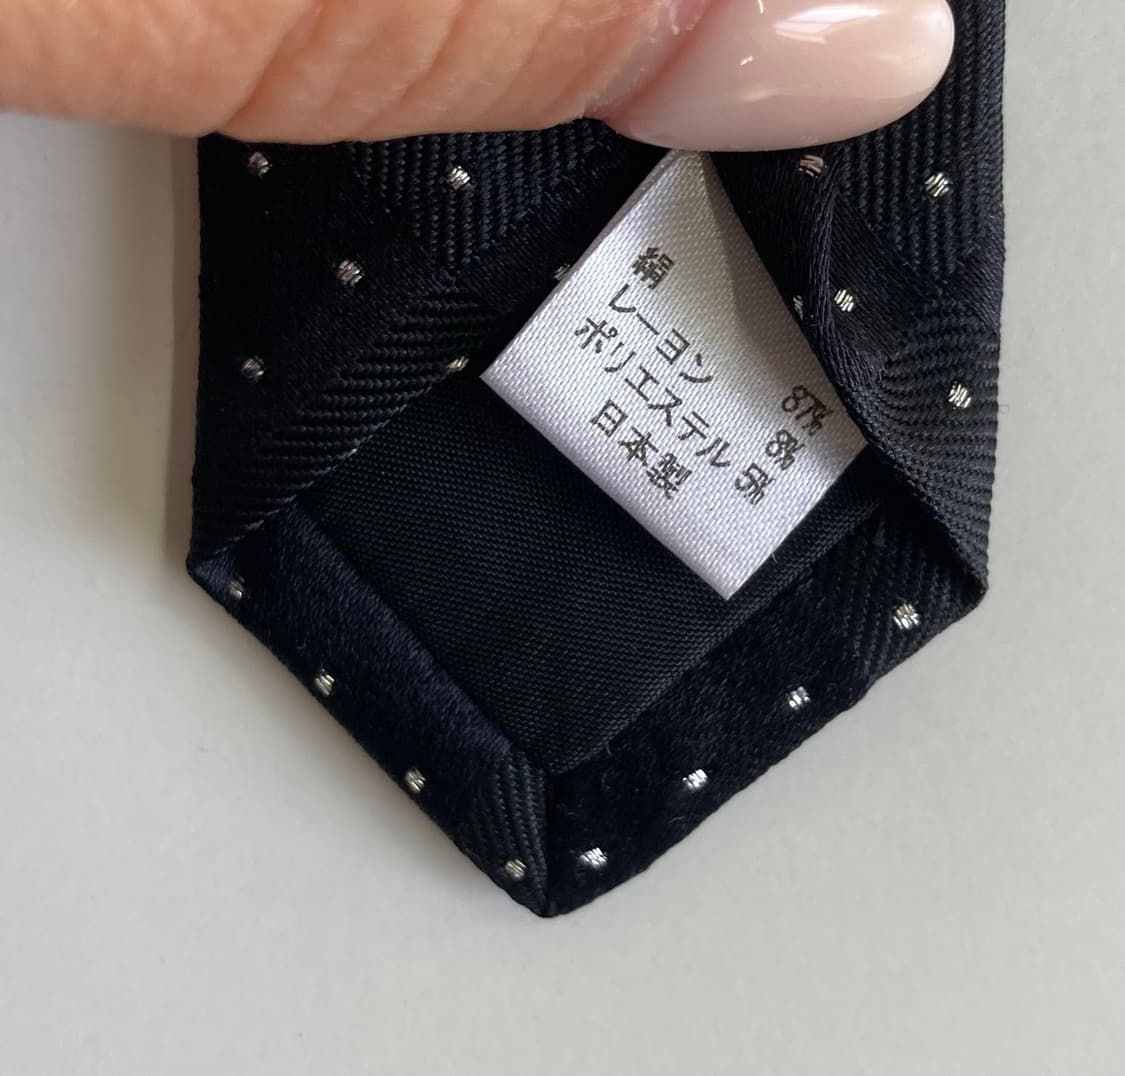 絹 87%
レーヨン 8%
ポリエステル 5%
日本製